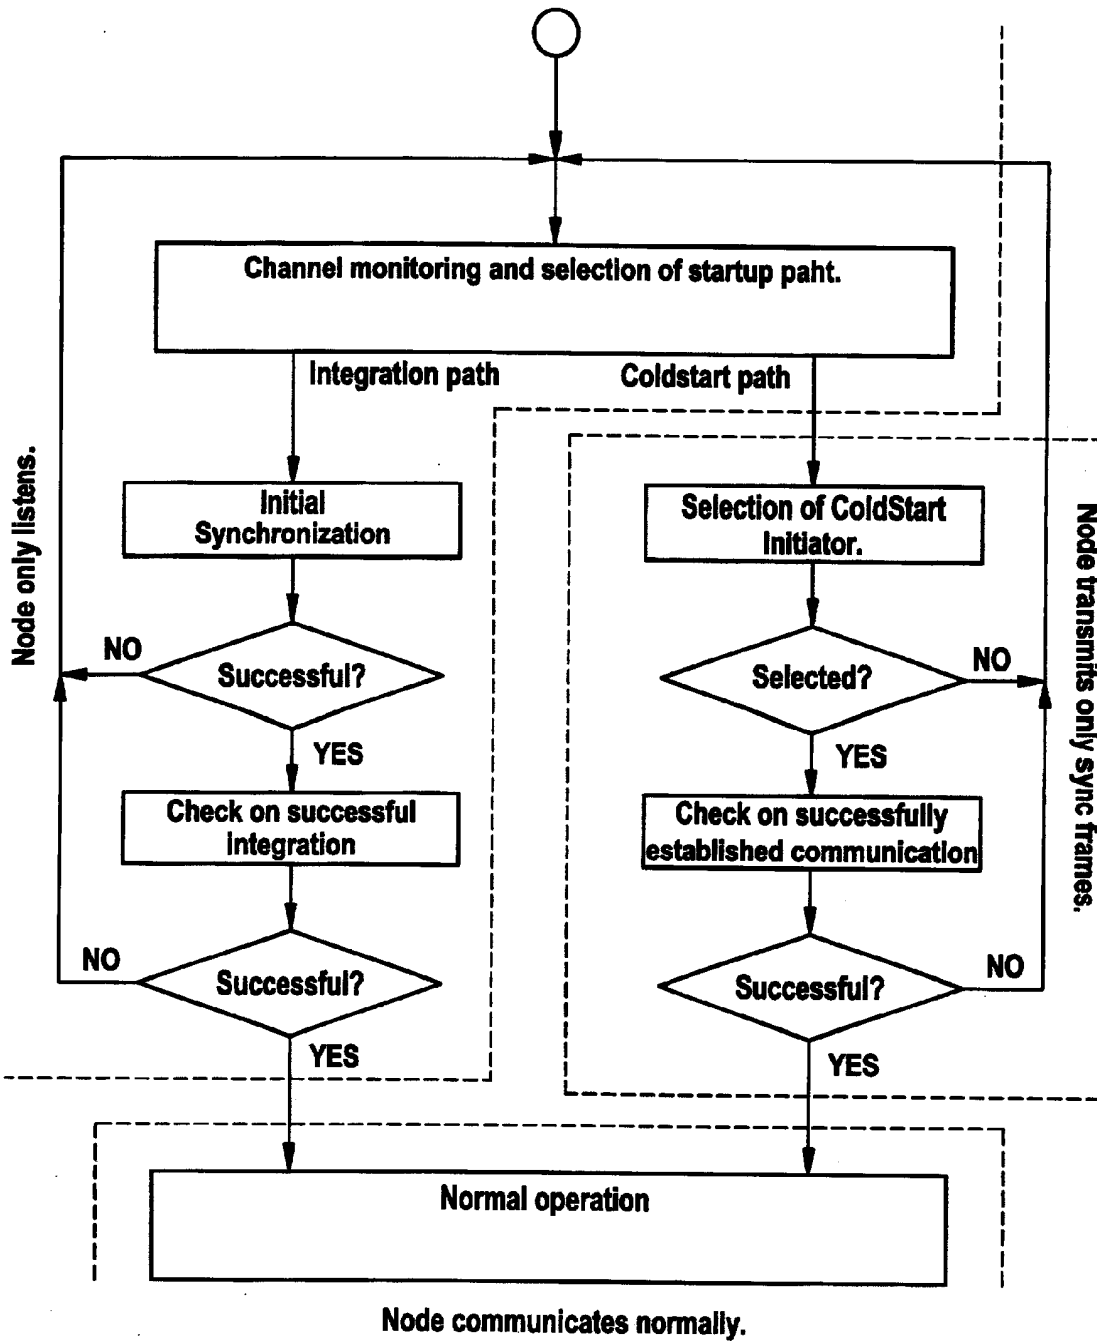 Channel monitoring and selection of startup paht.
Integration path
Coldstart path
Node only listens.
Initial
Synchronization
Selection of ColdStart
Initiator.
Node transmits only sync frames.
NO
Successful?
Selected?
NO
YES
YES
Check on successful
integration
Check on successfully
established communication
NO
Successful?
Successful?
NO
YES
YES
Normal operation
Node communicates normally.